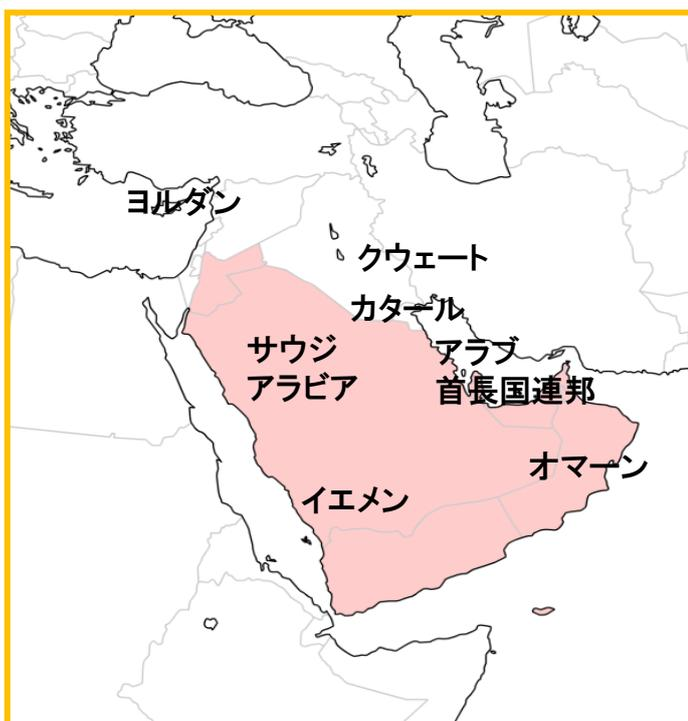 ヨルダン
クウェート
カタール
サウジ
アラビア
アラブ
首長国連邦
オマーン
イエメン